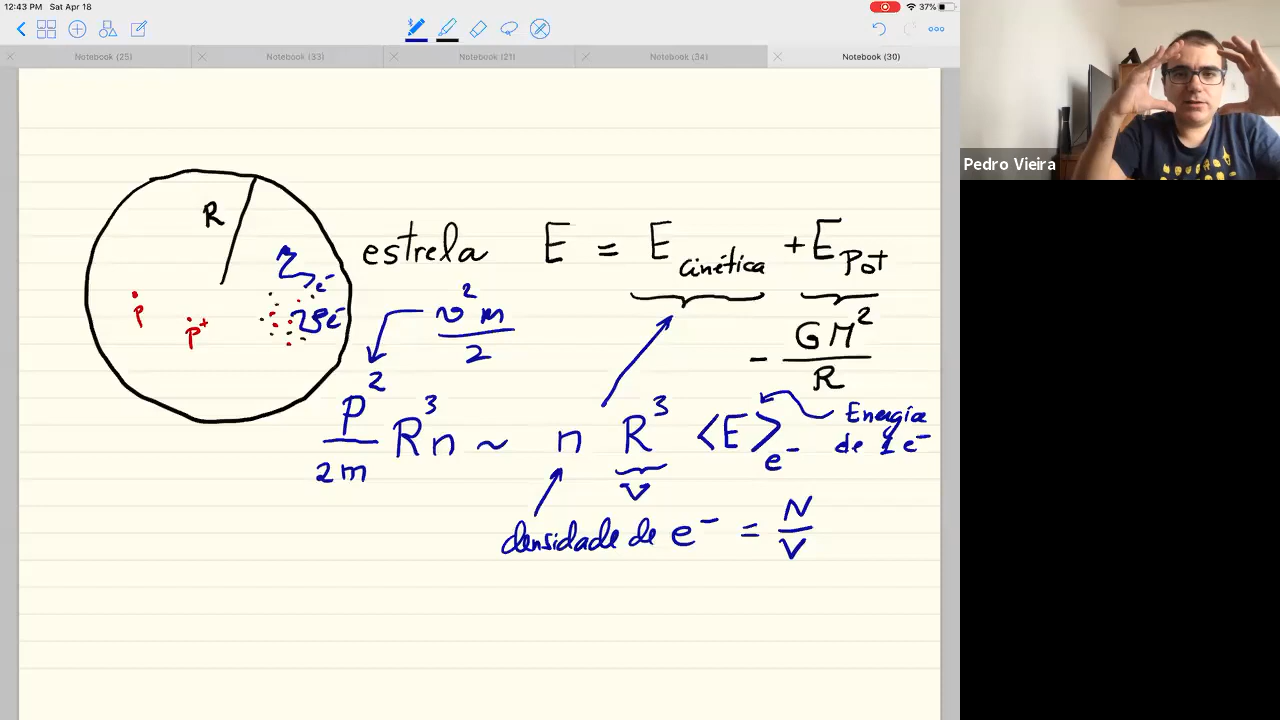 12:43 PM Sat Apr 18
37%
Notebook (25)
Notebook (33)
Notebook (21)
Notebook (34)
Notebook (30)
Pedro Vieira
R
e⁻
p
p⁺
e⁻
estrela E = E cinética + E Pot
v² m / 2
- GM² / R
P² / 2m R³ n ~ n R³ <E> e⁻
V
Energia
de 1 e⁻
densidade de e⁻ = N / V